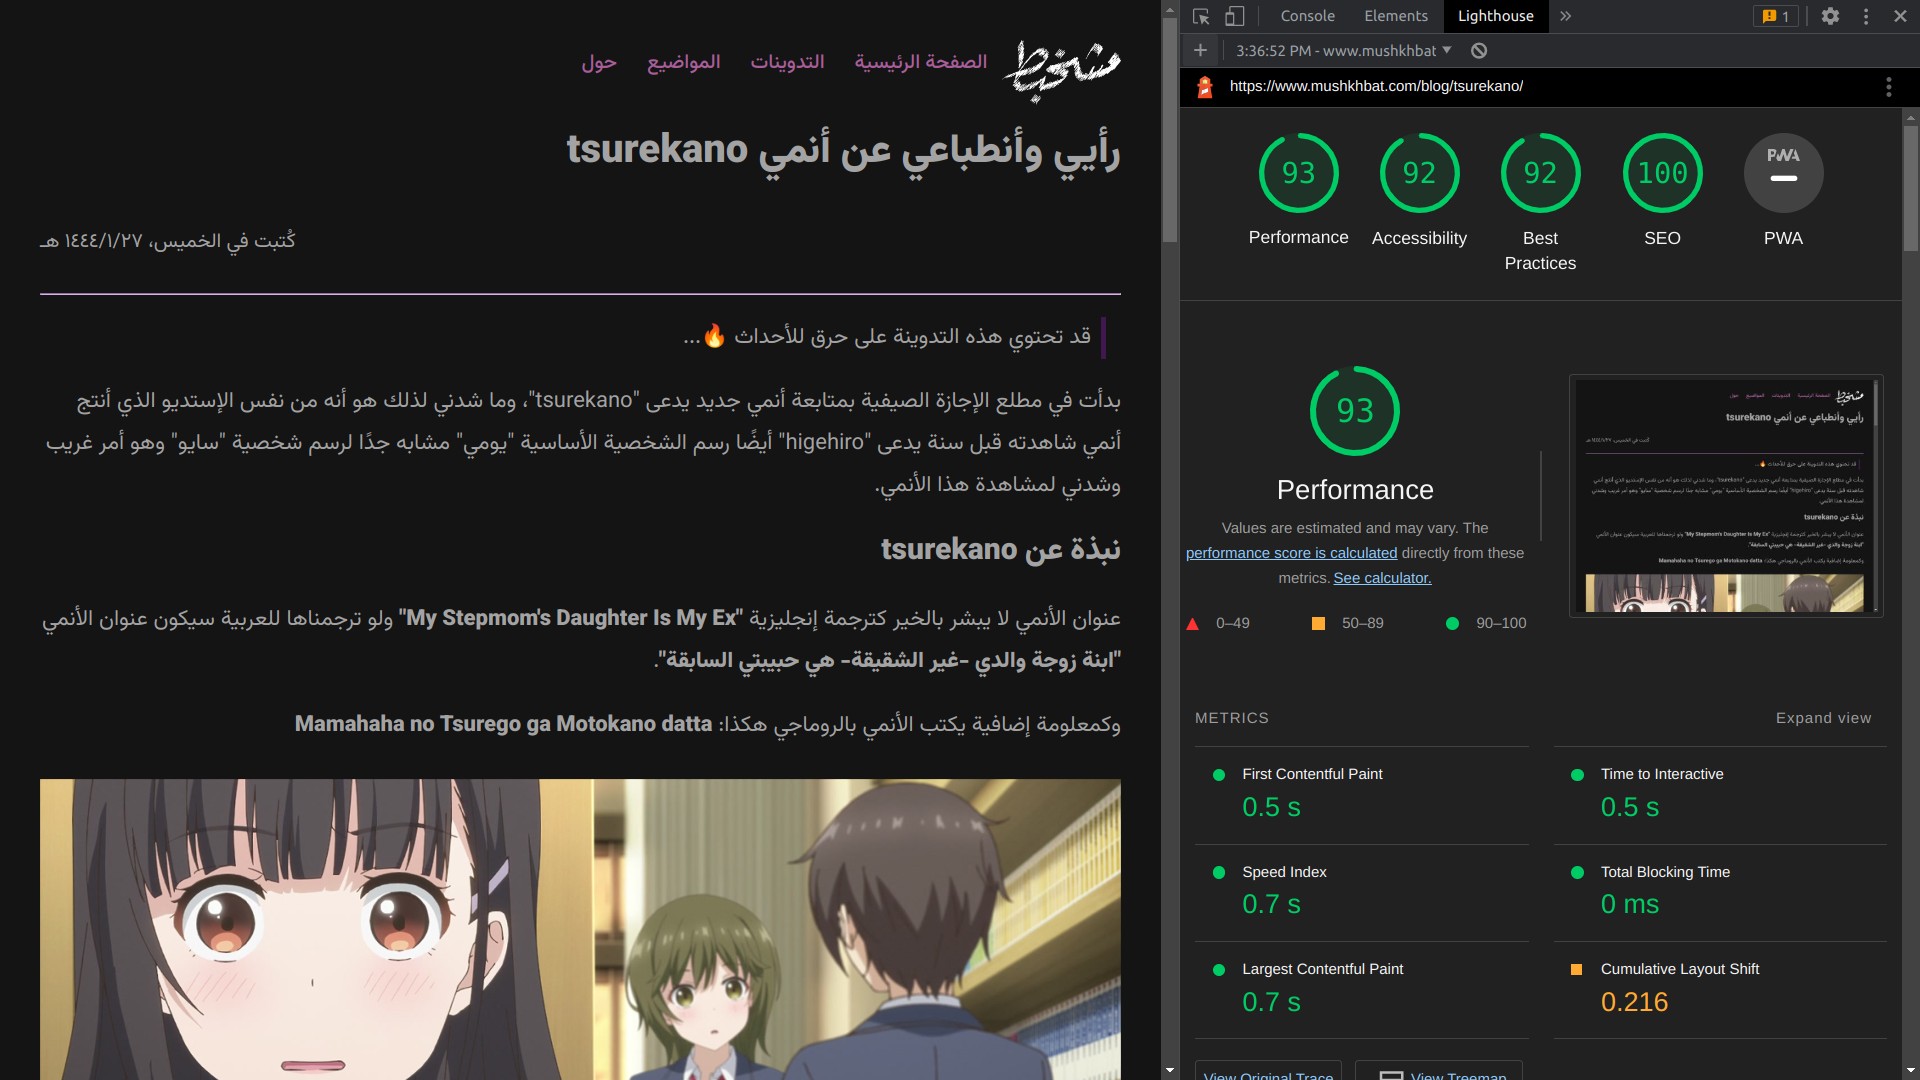 مشخبط
الصفحة الرئيسية
التدوينات
المواضيع
حول
رأيي وأنطباعي عن أنمي tsurekano
كُتبت في الخميس، ١٤٤٤/١/٢٧ هـ
قد تحتوي هذه التدوينة على حرق للأحداث 🔥...
بدأت في مطلع الإجازة الصيفية بمتابعة أنمي جديد يدعى "tsurekano"، وما شدني لذلك هو أنه من نفس الإستديو الذي أنتج
أنمي شاهدته قبل سنة يدعى "higehiro" أيضًا رسم الشخصية الأساسية "يومي" مشابه جدًا لرسم شخصية "سايو" وهو أمر غريب
وشدني لمشاهدة هذا الأنمي.
نبذة عن tsurekano
عنوان الأنمي لا يبشر بالخير كترجمة إنجليزية "My Stepmom's Daughter Is My Ex" ولو ترجمناها للعربية سيكون عنوان الأنمي
"ابنة زوجة والدي -غير الشقيقة- هي حبيبتي السابقة".
وكمعلومة إضافية يكتب الأنمي بالروماجي هكذا: Mamahaha no Tsurego ga Motokano datta
Console Elements Lighthouse 1
3:36:52 PM - www.mushkhbat
https://www.mushkhbat.com/blog/tsurekano/
93 92 92 100 PWA
Performance Accessibility Best Practices SEO PWA
93
Performance
Values are estimated and may vary. The
performance score is calculated directly from these
metrics. See calculator.
0–49 50–89 90–100
METRICS Expand view
First Contentful Paint
0.5 s
Time to Interactive
0.5 s
Speed Index
0.7 s
Total Blocking Time
0 ms
Largest Contentful Paint
0.7 s
Cumulative Layout Shift
0.216
View Original Trace View Treemap